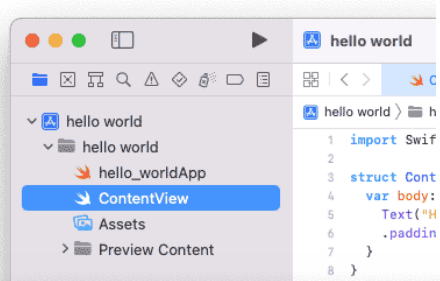 hello world
hello world
hello world
hello_worldApp
ContentView
Assets
Preview Content
hello world
1 import Swif
2
3 struct Cont
4 var body:
5 Text("H
6 .paddin
7 }
8 }